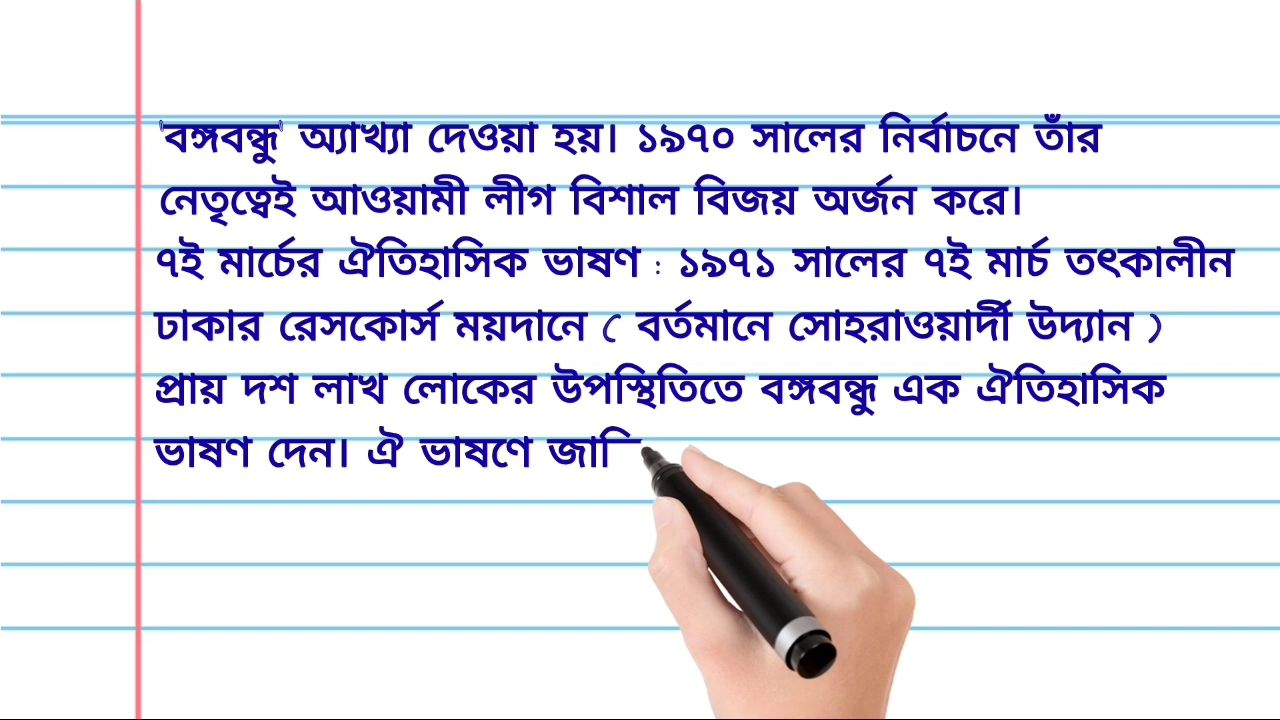 'বঙ্গবন্ধু' অ্যাখ্যা দেওয়া হয়। ১৯৭০ সালের নির্বাচনে তাঁর
নেতৃত্বেই আওয়ামী লীগ বিশাল বিজয় অর্জন করে।
৭ই মার্চের ঐতিহাসিক ভাষণ : ১৯৭১ সালের ৭ই মার্চ তৎকালীন
ঢাকার রেসকোর্স ময়দানে ( বর্তমানে সোহরাওয়ার্দী উদ্যান )
প্রায় দশ লাখ লোকের উপস্থিতিতে বঙ্গবন্ধু এক ঐতিহাসিক
ভাষণ দেন। ঐ ভাষণে